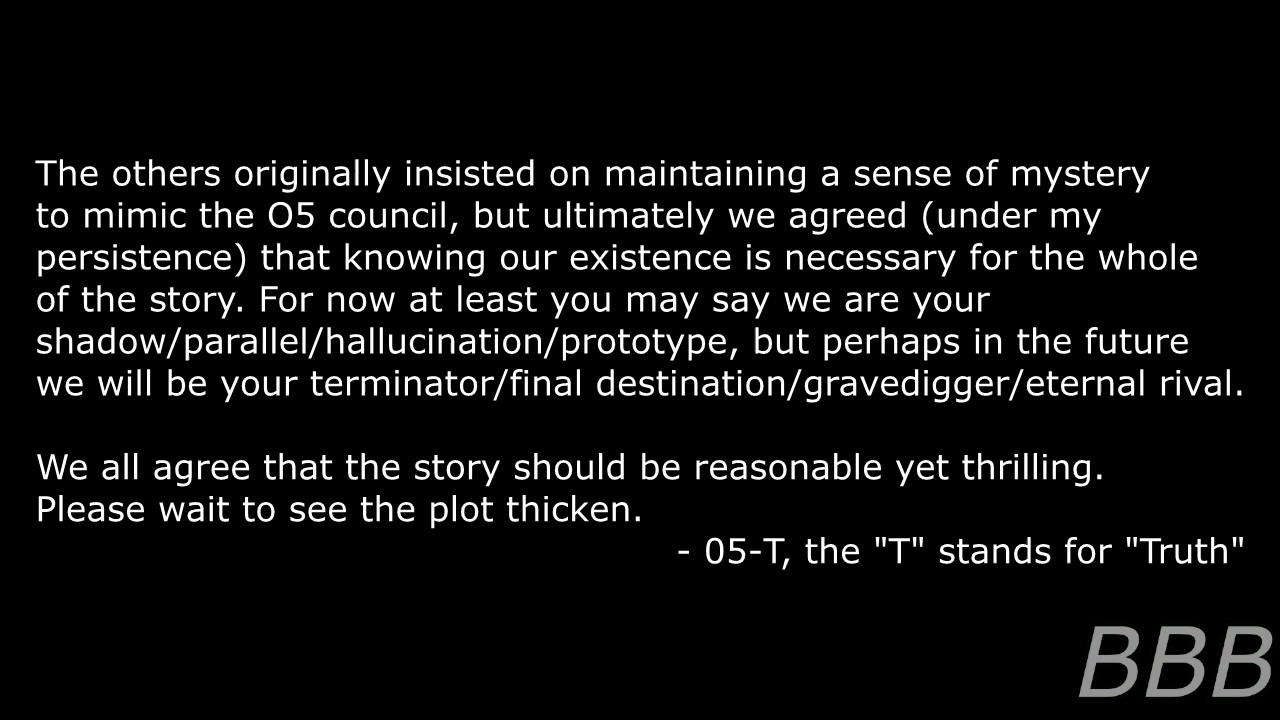 The others originally insisted on maintaining a sense of mystery
to mimic the O5 council, but ultimately we agreed (under my
persistence) that knowing our existence is necessary for the whole
of the story. For now at least you may say we are your
shadow/parallel/hallucination/prototype, but perhaps in the future
we will be your terminator/final destination/gravedigger/eternal rival.
We all agree that the story should be reasonable yet thrilling.
Please wait to see the plot thicken.
- 05-T, the "T" stands for "Truth"
BBB